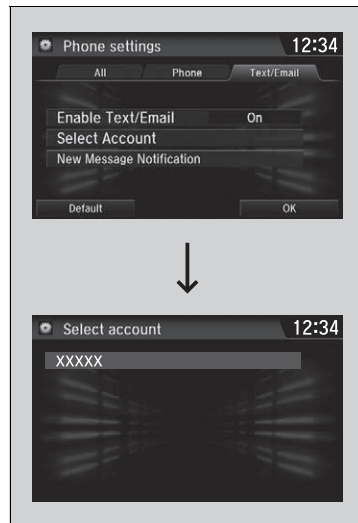 Phone settings 12:34
All Phone Text/Email
Enable Text/Email On
Select Account
New Message Notification
Default OK
Select account 12:34
XXXXX